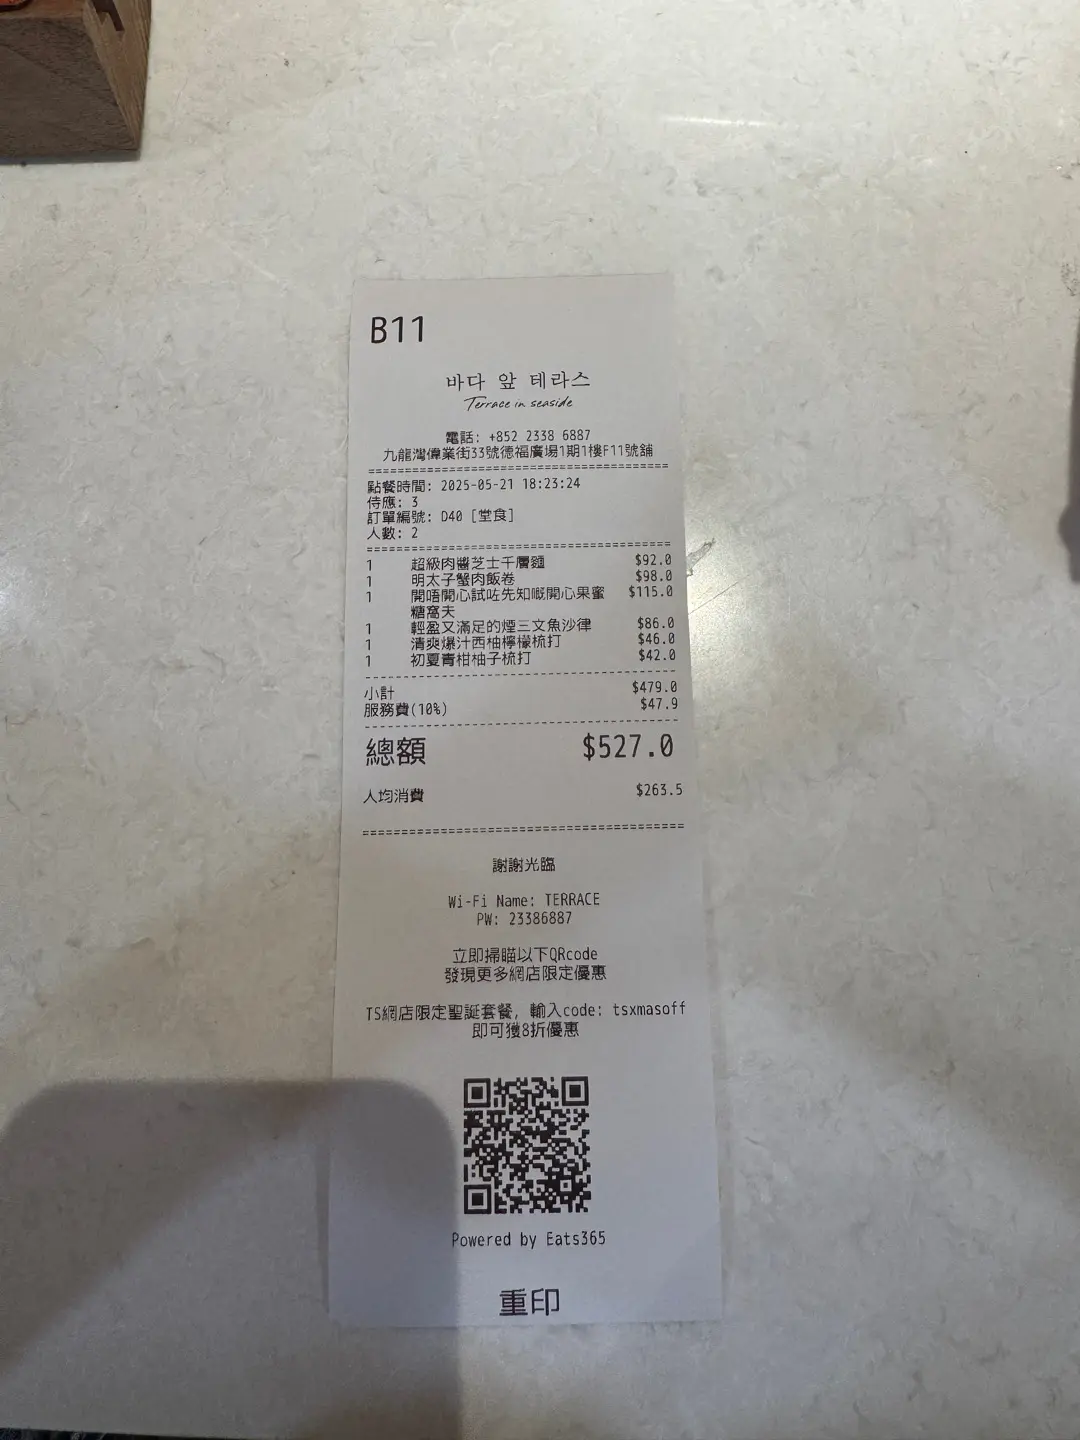 B11
바다 앞 테라스
Terrace in seaside
電話: +852 2338 6887
九龍灣偉業街33號德福廣場1期1樓F11號舖
點餐時間: 2025-05-21 18:23:24
侍應: 3
訂單編號: D40 [堂食]
人數: 2
1 超級肉醬芝士千層麵 $92.0
1 明太子蟹肉飯卷 $98.0
1 開唔開心試咗先知嘅開心果蜜 $115.0
糖窩夫
1 輕盈又滿足的煙三文魚沙律 $86.0
1 清爽爆汁西柚檸檬梳打 $46.0
1 初夏青柑柚子梳打 $42.0
小計 $479.0
服務費(10%) $47.9
總額 $527.0
人均消費 $263.5
謝謝光臨
Wi-Fi Name: TERRACE
PW: 23386887
立即掃瞄以下QRcode
發現更多網店限定優惠
TS網店限定聖誕套餐, 輸入code: tsxmasoff
即可獲8折優惠
Powered by Eats365
重印